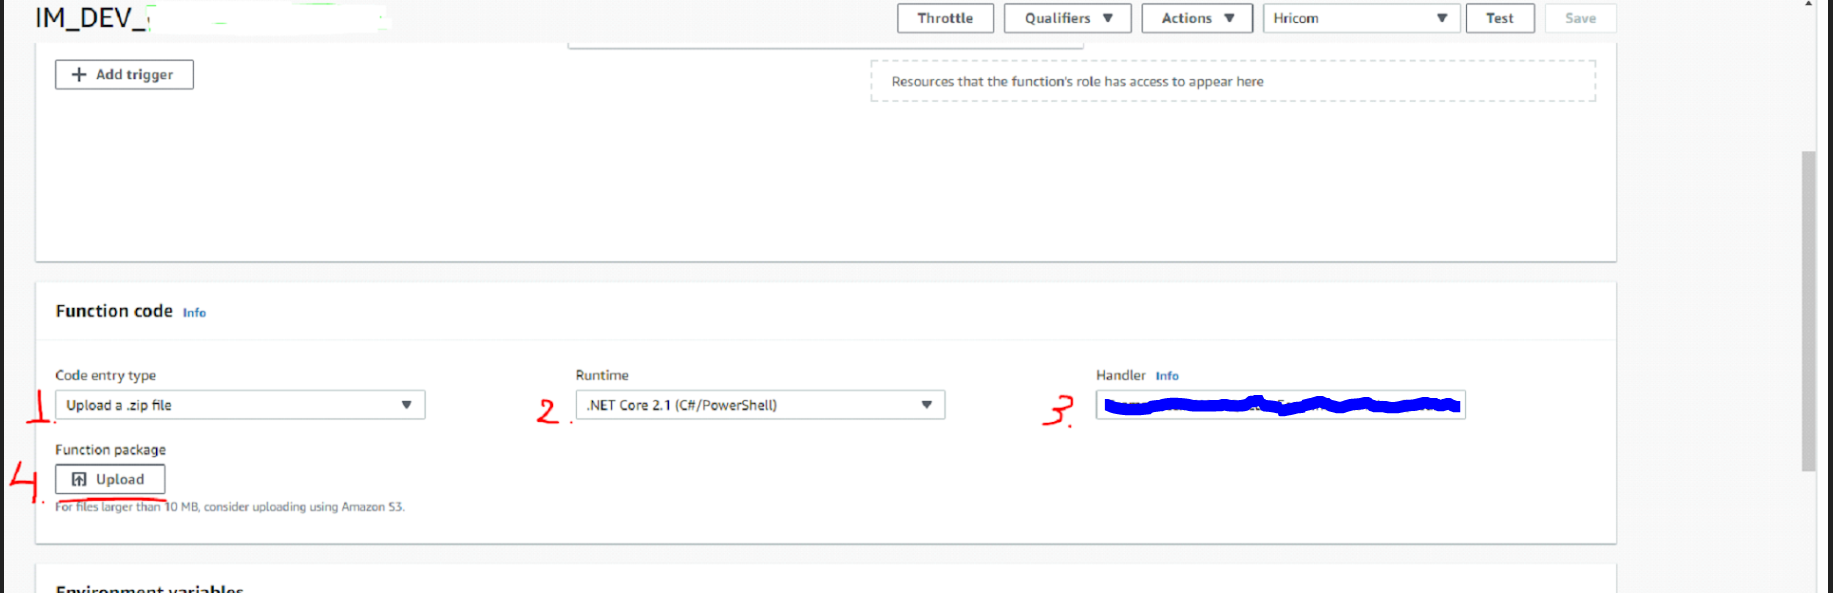 IM_DEV_
Throttle
Qualifiers
Actions
Hricom
Test
Save
Add trigger
Resources that the function's role has access to appear here
Function code Info
Code entry type
Runtime
Handler Info
1.
Upload a .zip file
2.
.NET Core 2.1 (C#/PowerShell)
3.
Function package
4.
Upload
For files larger than 10 MB, consider uploading using Amazon S3.
Environment variables